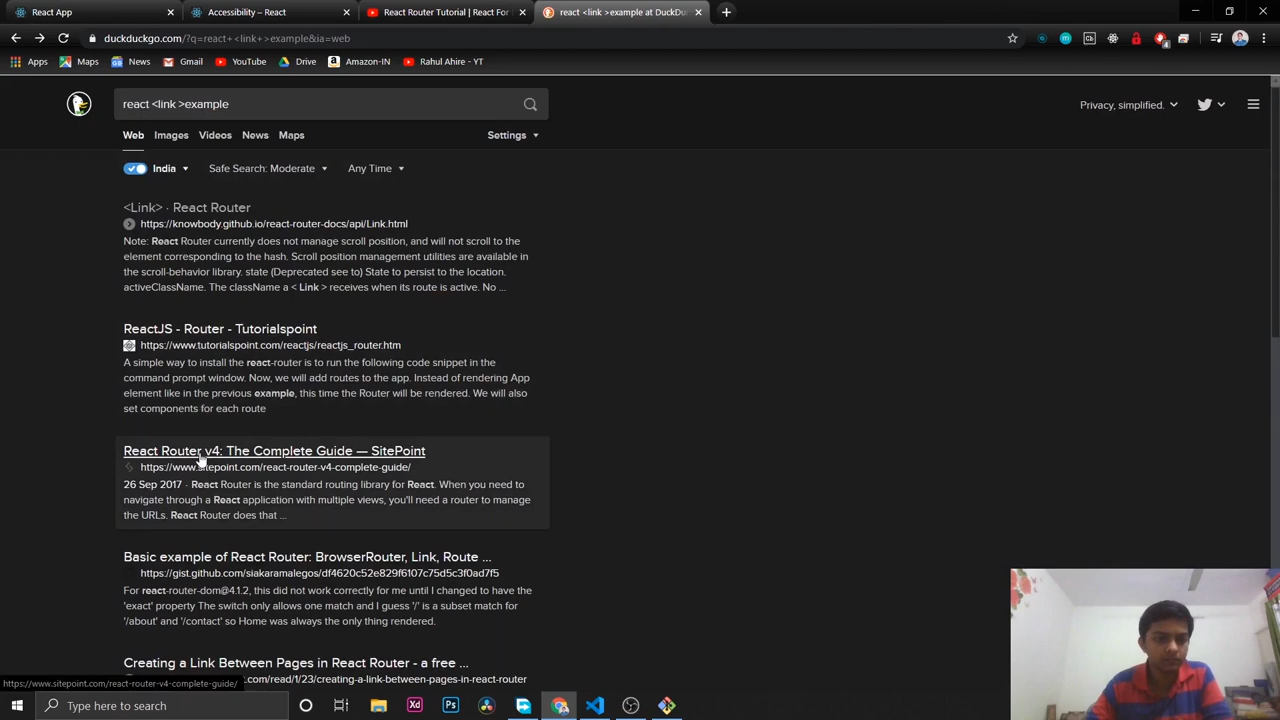 React App
Accessibility – React
React Router Tutorial | React For
react <link >example at DuckDu
duckduckgo.com/?q=react+<link+>example&ia=web
4
Apps
Maps
News
Gmail
YouTube
Drive
Amazon-IN
Rahul Ahire - YT
react <link >example
Privacy, simplified.
Web
Images
Videos
News
Maps
Settings
India
Safe Search: Moderate
Any Time
<Link> · React Router
https://knowbody.github.io/react-router-docs/api/Link.html
Note: React Router currently does not manage scroll position, and will not scroll to the
element corresponding to the hash. Scroll position management utilities are available in
the scroll-behavior library. state (Deprecated see to) State to persist to the location.
activeClassName. The className a < Link > receives when its route is active. No ...
ReactJS - Router - Tutorialspoint
https://www.tutorialspoint.com/reactjs/reactjs_router.htm
A simple way to install the react-router is to run the following code snippet in the
command prompt window. Now, we will add routes to the app. Instead of rendering App
element like in the previous example, this time the Router will be rendered. We will also
set components for each route
React Router v4: The Complete Guide — SitePoint
https://www.sitepoint.com/react-router-v4-complete-guide/
26 Sep 2017 - React Router is the standard routing library for React. When you need to
navigate through a React application with multiple views, you'll need a router to manage
the URLs. React Router does that ...
Basic example of React Router: BrowserRouter, Link, Route ...
https://gist.github.com/siakaramalegos/df4620c52e829f6107c75d5c3f0ad7f5
For react-router-dom@4.1.2, this did not work correctly for me until I changed to have the
'exact' property The switch only allows one match and I guess '/' is a subset match for
'/about' and '/contact' so Home was always the only thing rendered.
Creating a Link Between Pages in React Router - a free ...
.com/read/1/23/creating-a-link-between-pages-in-react-router
https://www.sitepoint.com/react-router-v4-complete-guide/
Type here to search
Xd
Ps